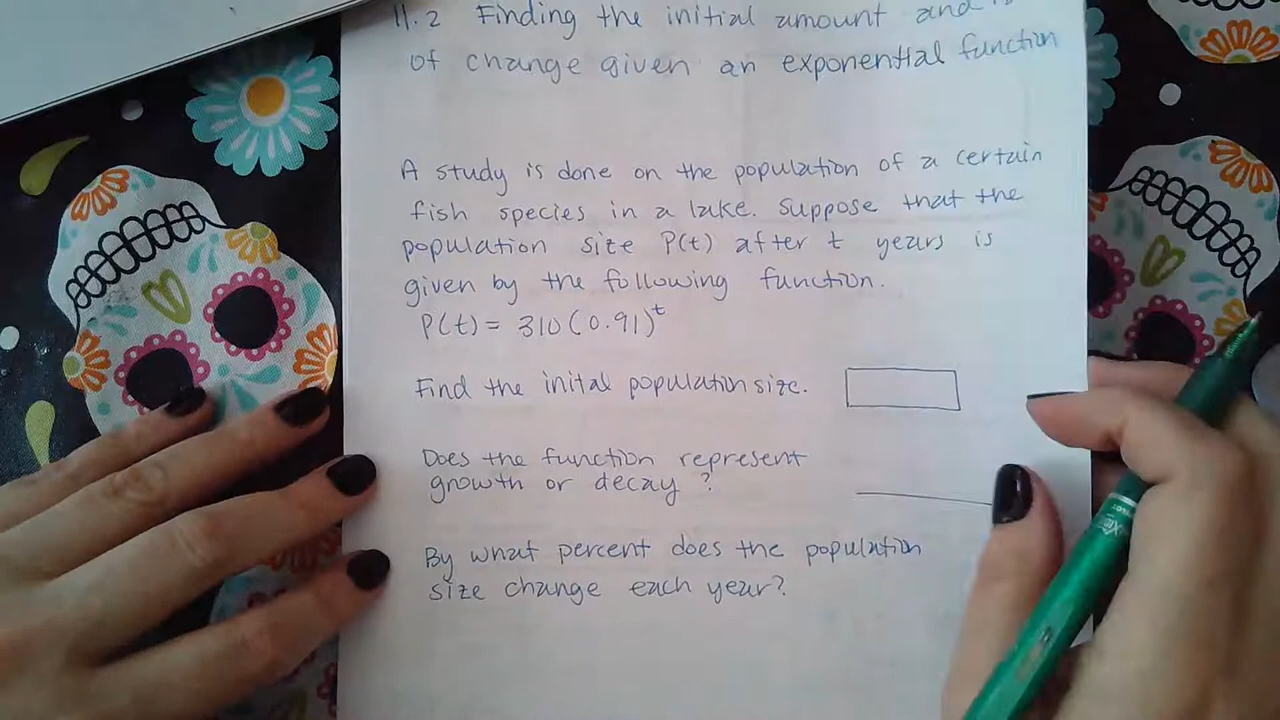 11.2 Finding the initial amount and
of change given an exponential function
A study is done on the population of a certain
fish species in a lake. Suppose that the
population size P(t) after t years is
given by the following function.
P(t) = 310(0.91)^t
Find the inital population size.
Does the function represent
growth or decay ?
By what percent does the population
size change each year?